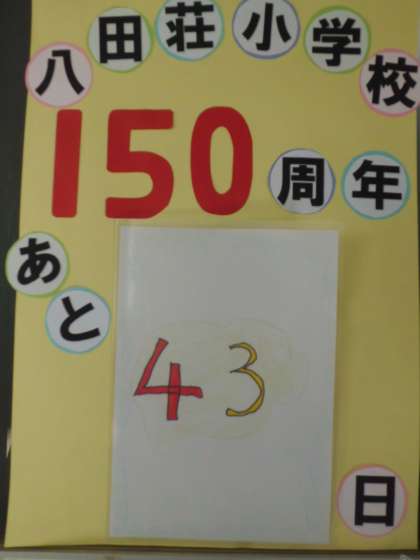 八田荘小学校
150周年
あと
43
日